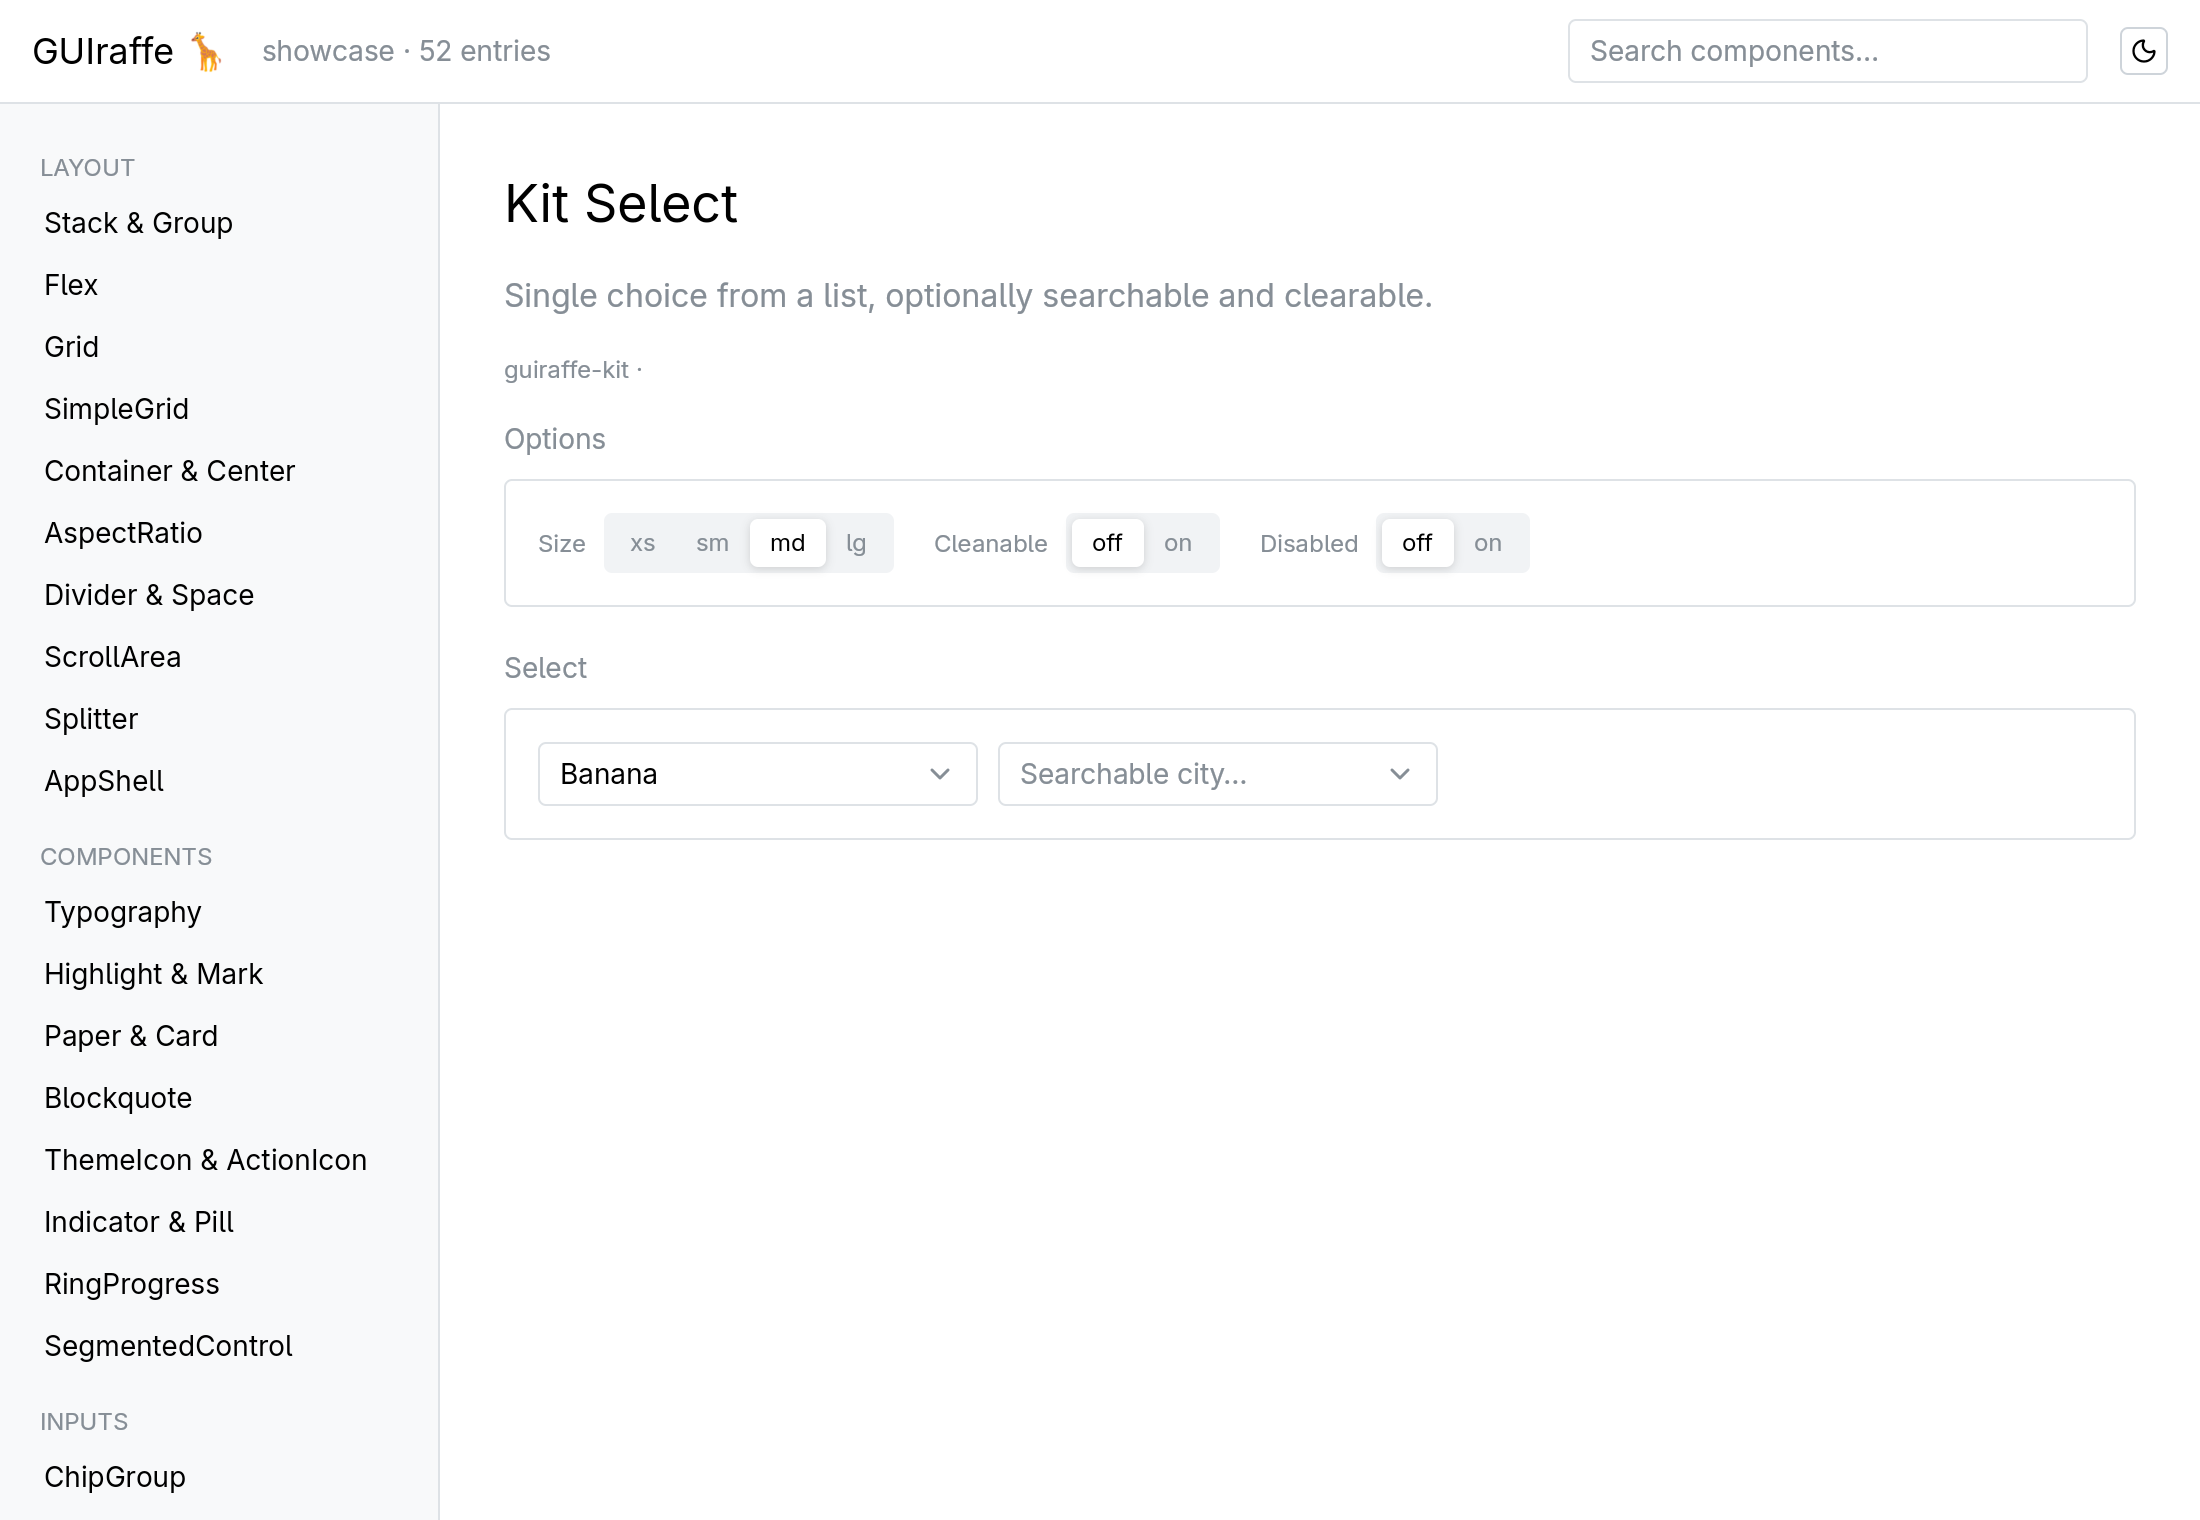 GUIraffe 🦒 showcase · 52 entries Search components...
LAYOUT
Stack & Group
Flex
Grid
SimpleGrid
Container & Center
AspectRatio
Divider & Space
ScrollArea
Splitter
AppShell
COMPONENTS
Typography
Highlight & Mark
Paper & Card
Blockquote
ThemeIcon & ActionIcon
Indicator & Pill
RingProgress
SegmentedControl
INPUTS
ChipGroup
Kit Select
Single choice from a list, optionally searchable and clearable.
guiraffe-kit ·
Options
Size xs sm md lg Cleanable off on Disabled off on
Select
Banana Searchable city...